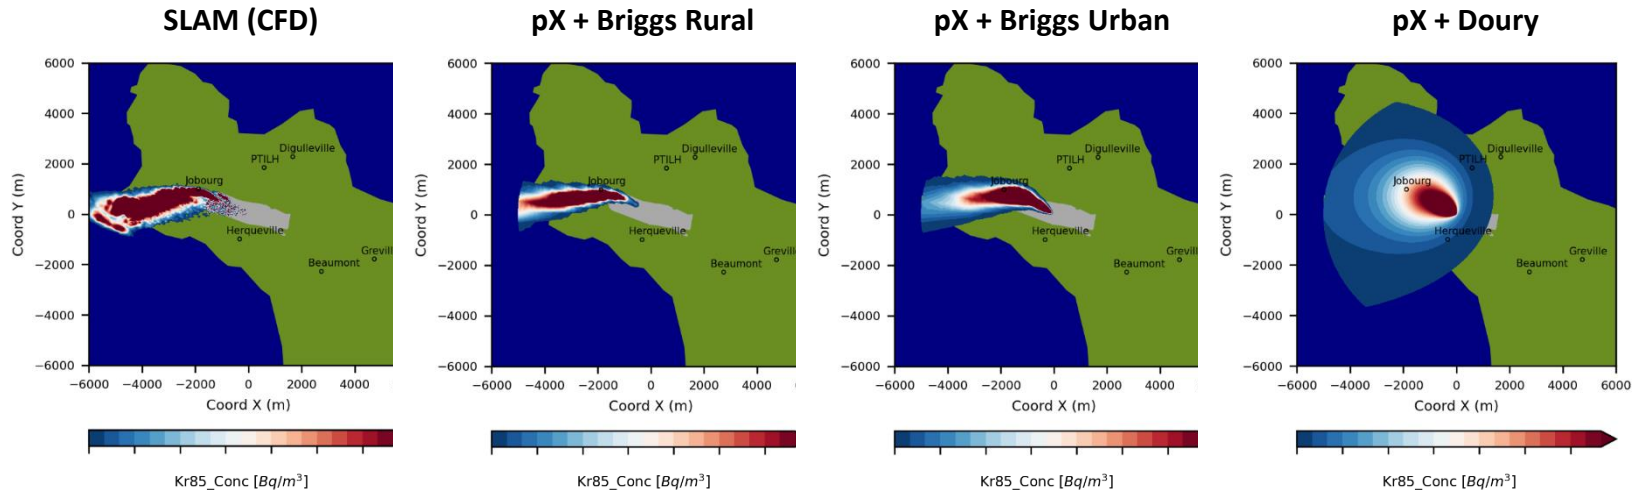 SLAM (CFD)
pX + Briggs Rural
pX + Briggs Urban
pX + Doury
6000
4000
2000
0
−2000
−4000
−6000
Coord Y (m)
Digulleville
PTILH
Jobourg
Herqueville
Grevill
Beaumont
−6000 −4000 −2000 0 2000 4000
Coord X (m)
Kr85_Conc [Bq/m³]
6000
4000
2000
0
−2000
−4000
−6000
Coord Y (m)
Digulleville
PTILH
Jobourg
Herqueville
Grevill
Beaumont
−6000 −4000 −2000 0 2000 4000
Coord X (m)
Kr85_Conc [Bq/m³]
6000
4000
2000
0
−2000
−4000
−6000
Coord Y (m)
Digulleville
PTILH
Jobourg
Herqueville
Grevill
Beaumont
−6000 −4000 −2000 0 2000 4000
Coord X (m)
Kr85_Conc [Bq/m³]
6000
4000
2000
0
−2000
−4000
−6000
Coord Y (m)
Digulleville
PTILH
Jobourg
Herqueville
Greville
Beaumont
−6000 −4000 −2000 0 2000 4000 6000
Coord X (m)
Kr85_Conc [Bq/m³]